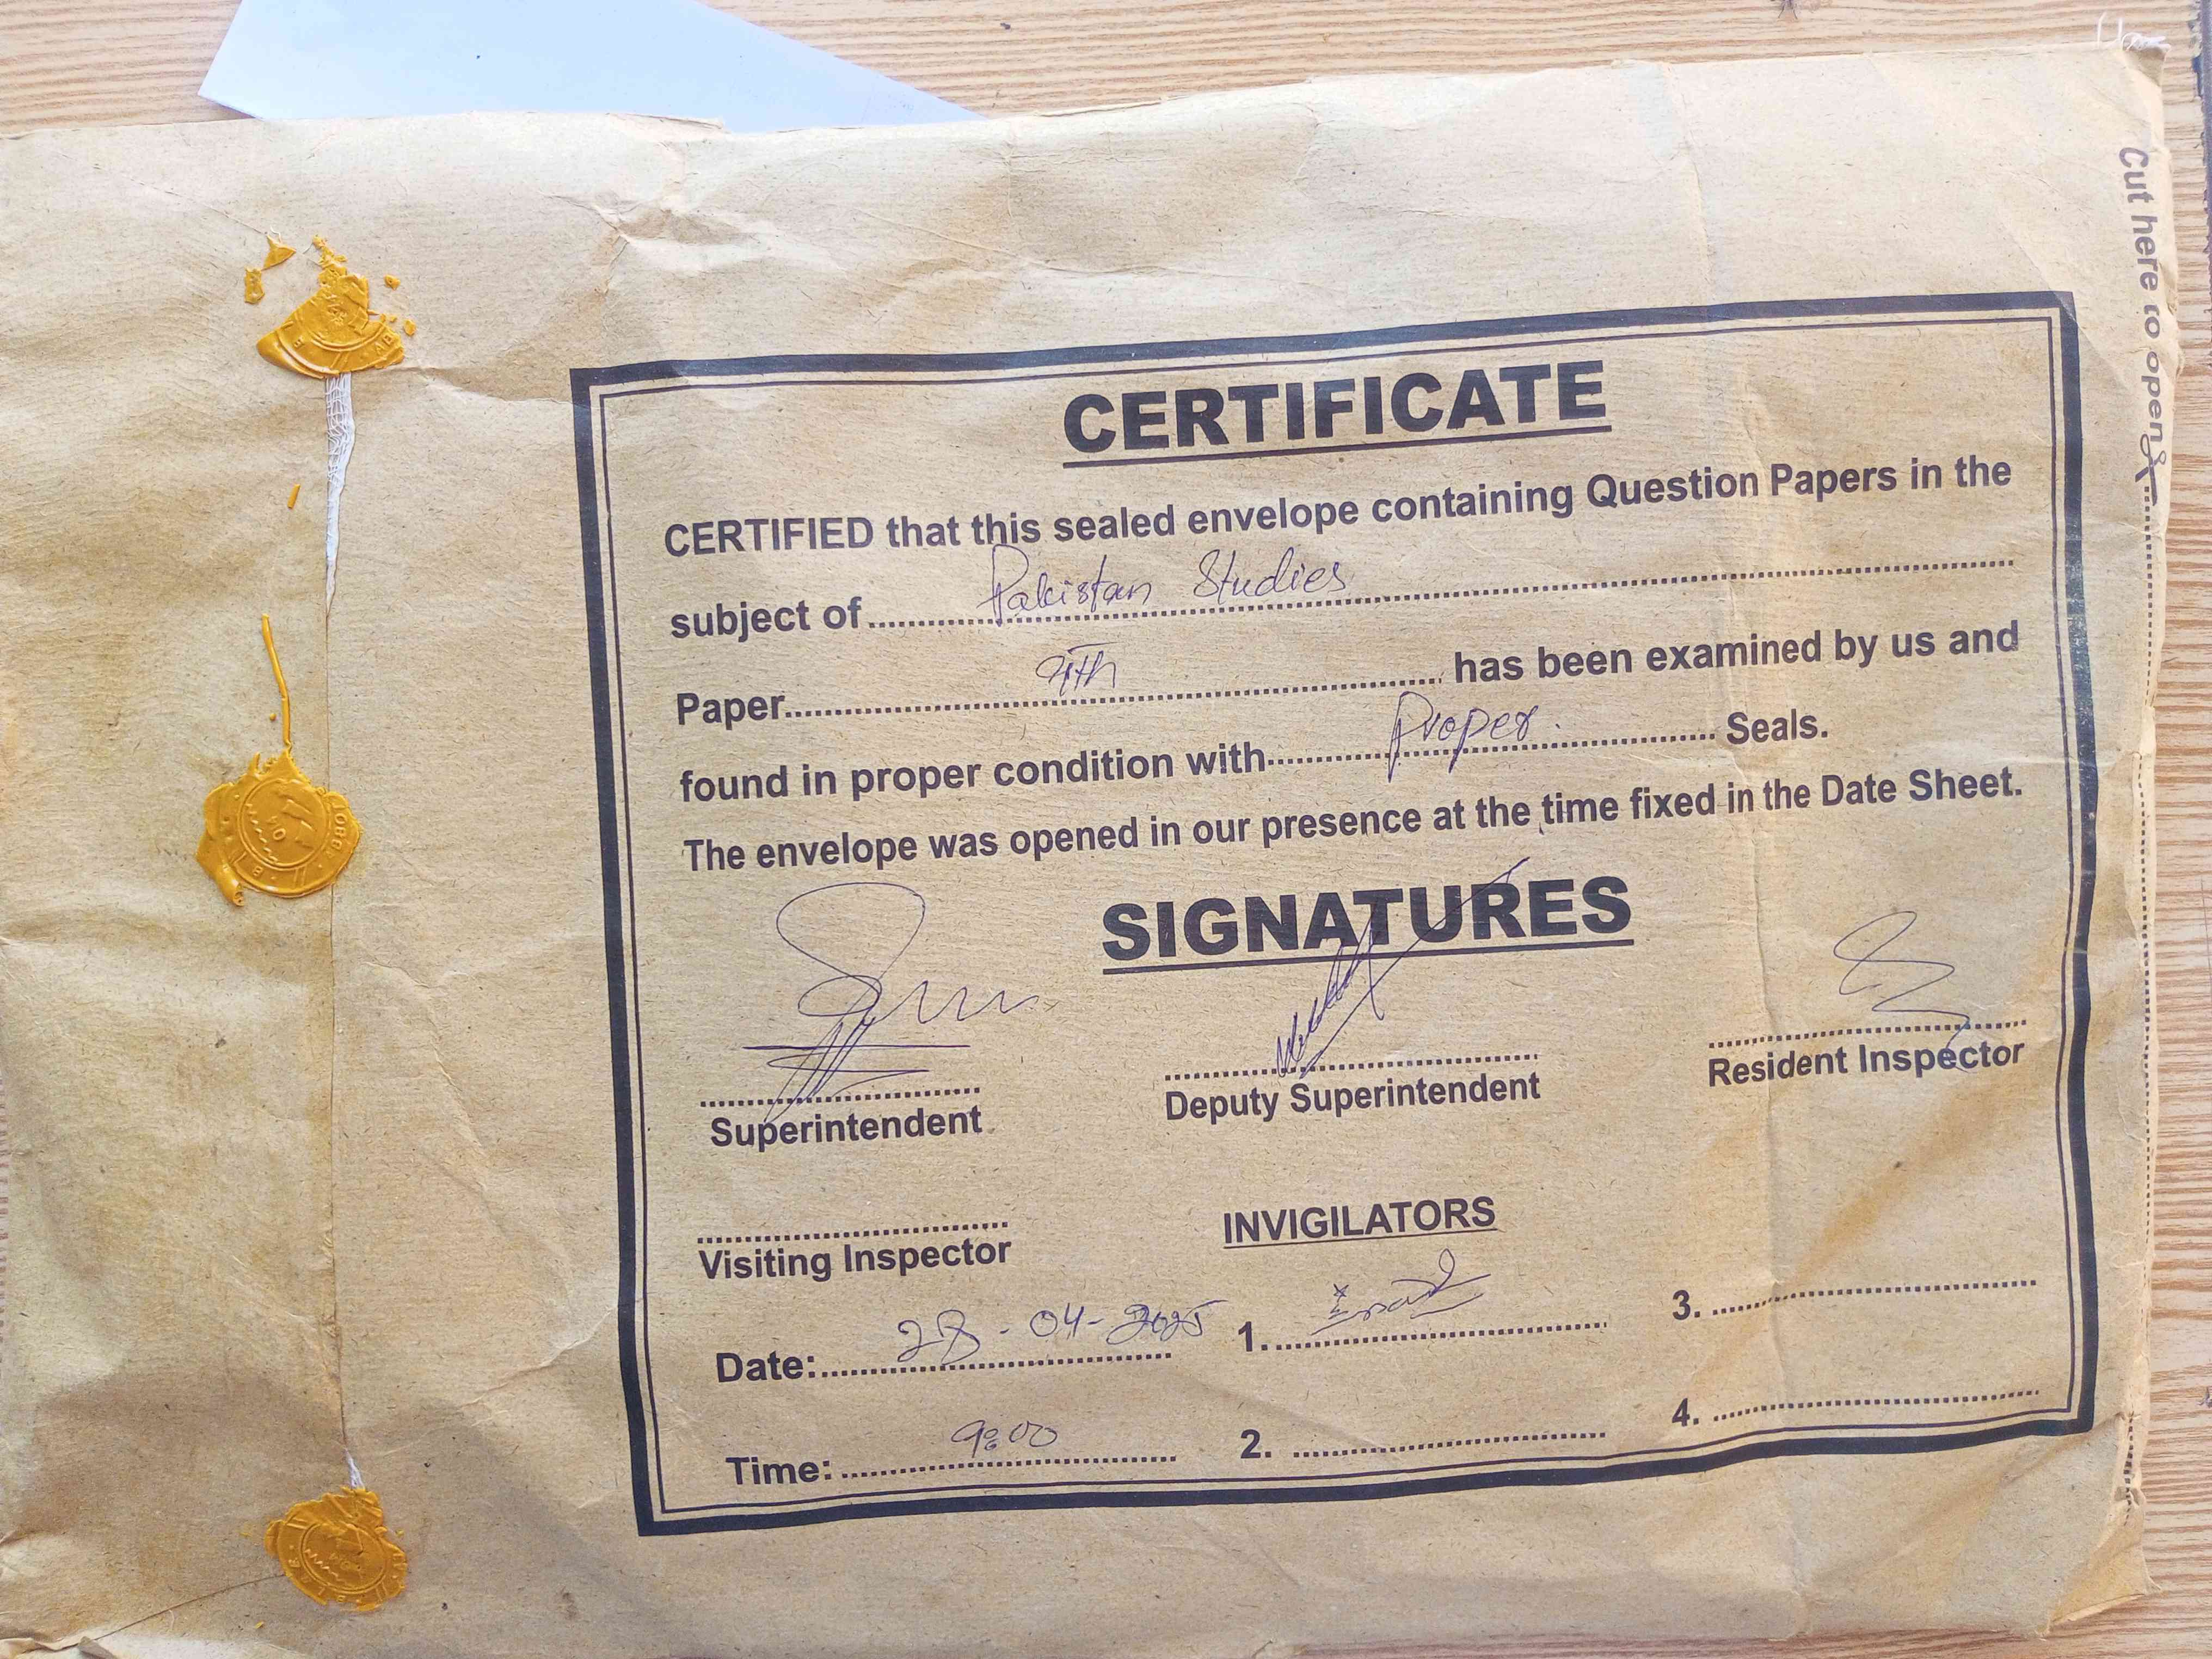 Cut here to open
CERTIFICATE
CERTIFIED that this sealed envelope containing Question Papers in the
subject of Pakistan Studies
Paper 9th has been examined by us and
found in proper condition with Proper. Seals.
The envelope was opened in our presence at the time fixed in the Date Sheet.
SIGNATURES
Superintendent
Deputy Superintendent
Resident Inspector
Visiting Inspector
INVIGILATORS
Date: 28-04-2025
1.
3.
Time: 9:00
2.
4.